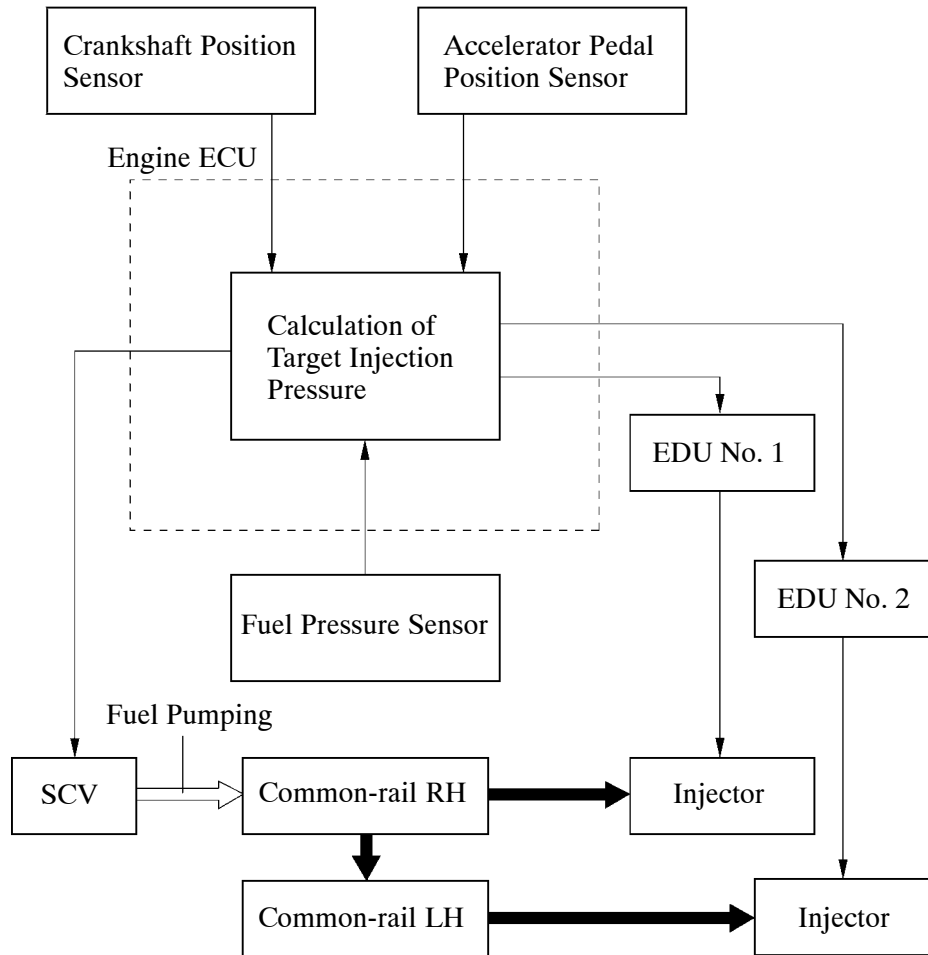 Crankshaft Position
Sensor
Accelerator Pedal
Position Sensor
Engine ECU
Calculation of
Target Injection
Pressure
EDU No. 1
EDU No. 2
Fuel Pressure Sensor
Fuel Pumping
SCV
Common-rail RH
Injector
Common-rail LH
Injector